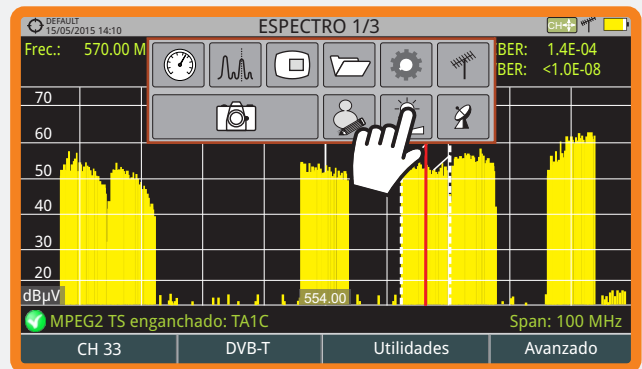 DEFAULT
15/05/2015 14:10
ESPECTRO 1/3
CH
Frec.: 570.00 M
BER: 1.4E-04
BER: <1.0E-08
70
60
50
40
30
20
dBµV
554.00
MPEG2 TS enganchado: TA1C
Span: 100 MHz
CH 33
DVB-T
Utilidades
Avanzado